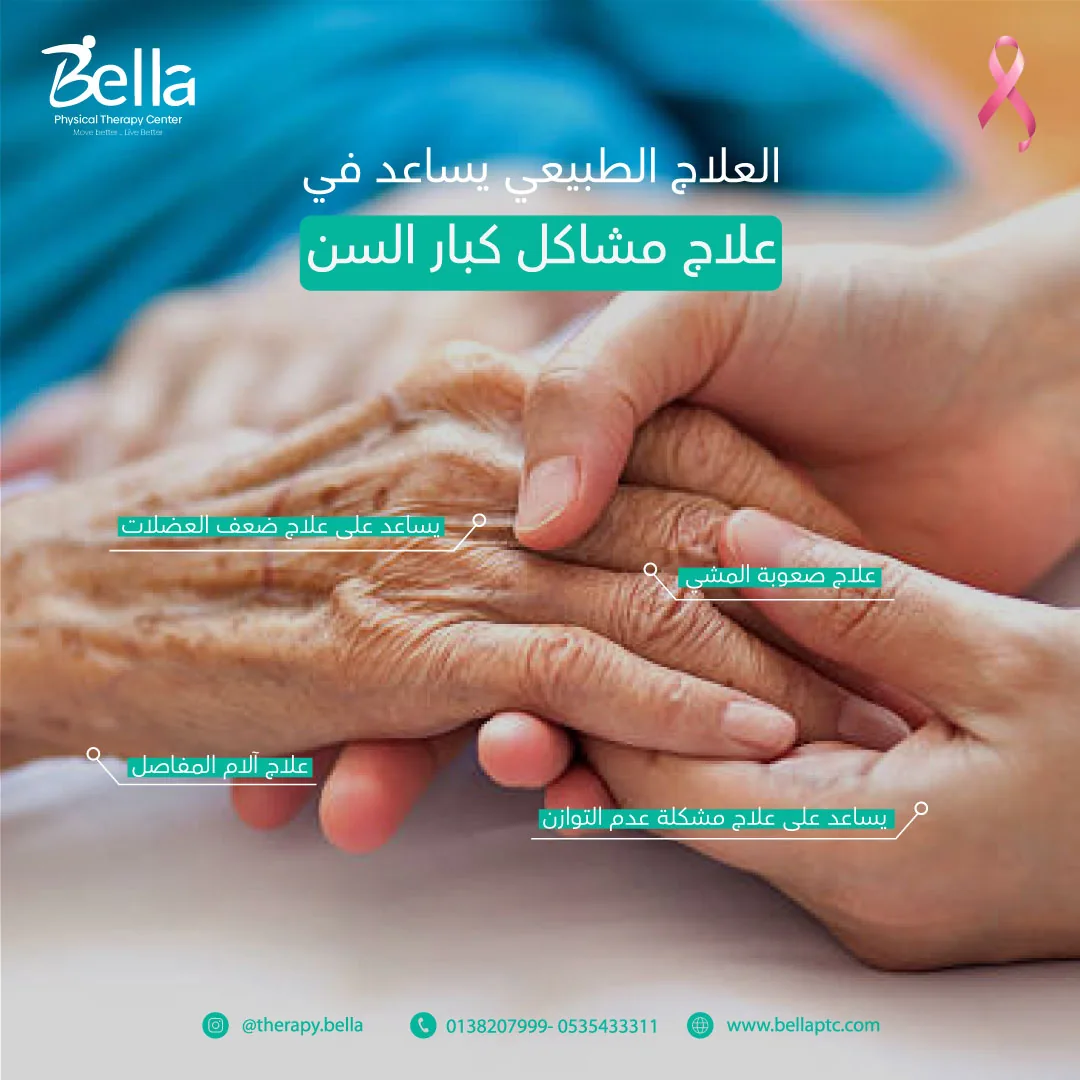 Bella
Physical Therapy Center
Move better .. Live Better
العلاج الطبيعي يساعد في
علاج مشاكل كبار السن
يساعد على علاج ضعف العضلات
علاج صعوبة المشي
علاج آلام المفاصل
يساعد على علاج مشكلة عدم التوازن
@therapy.bella
0138207999- 0535433311
www.bellaptc.com